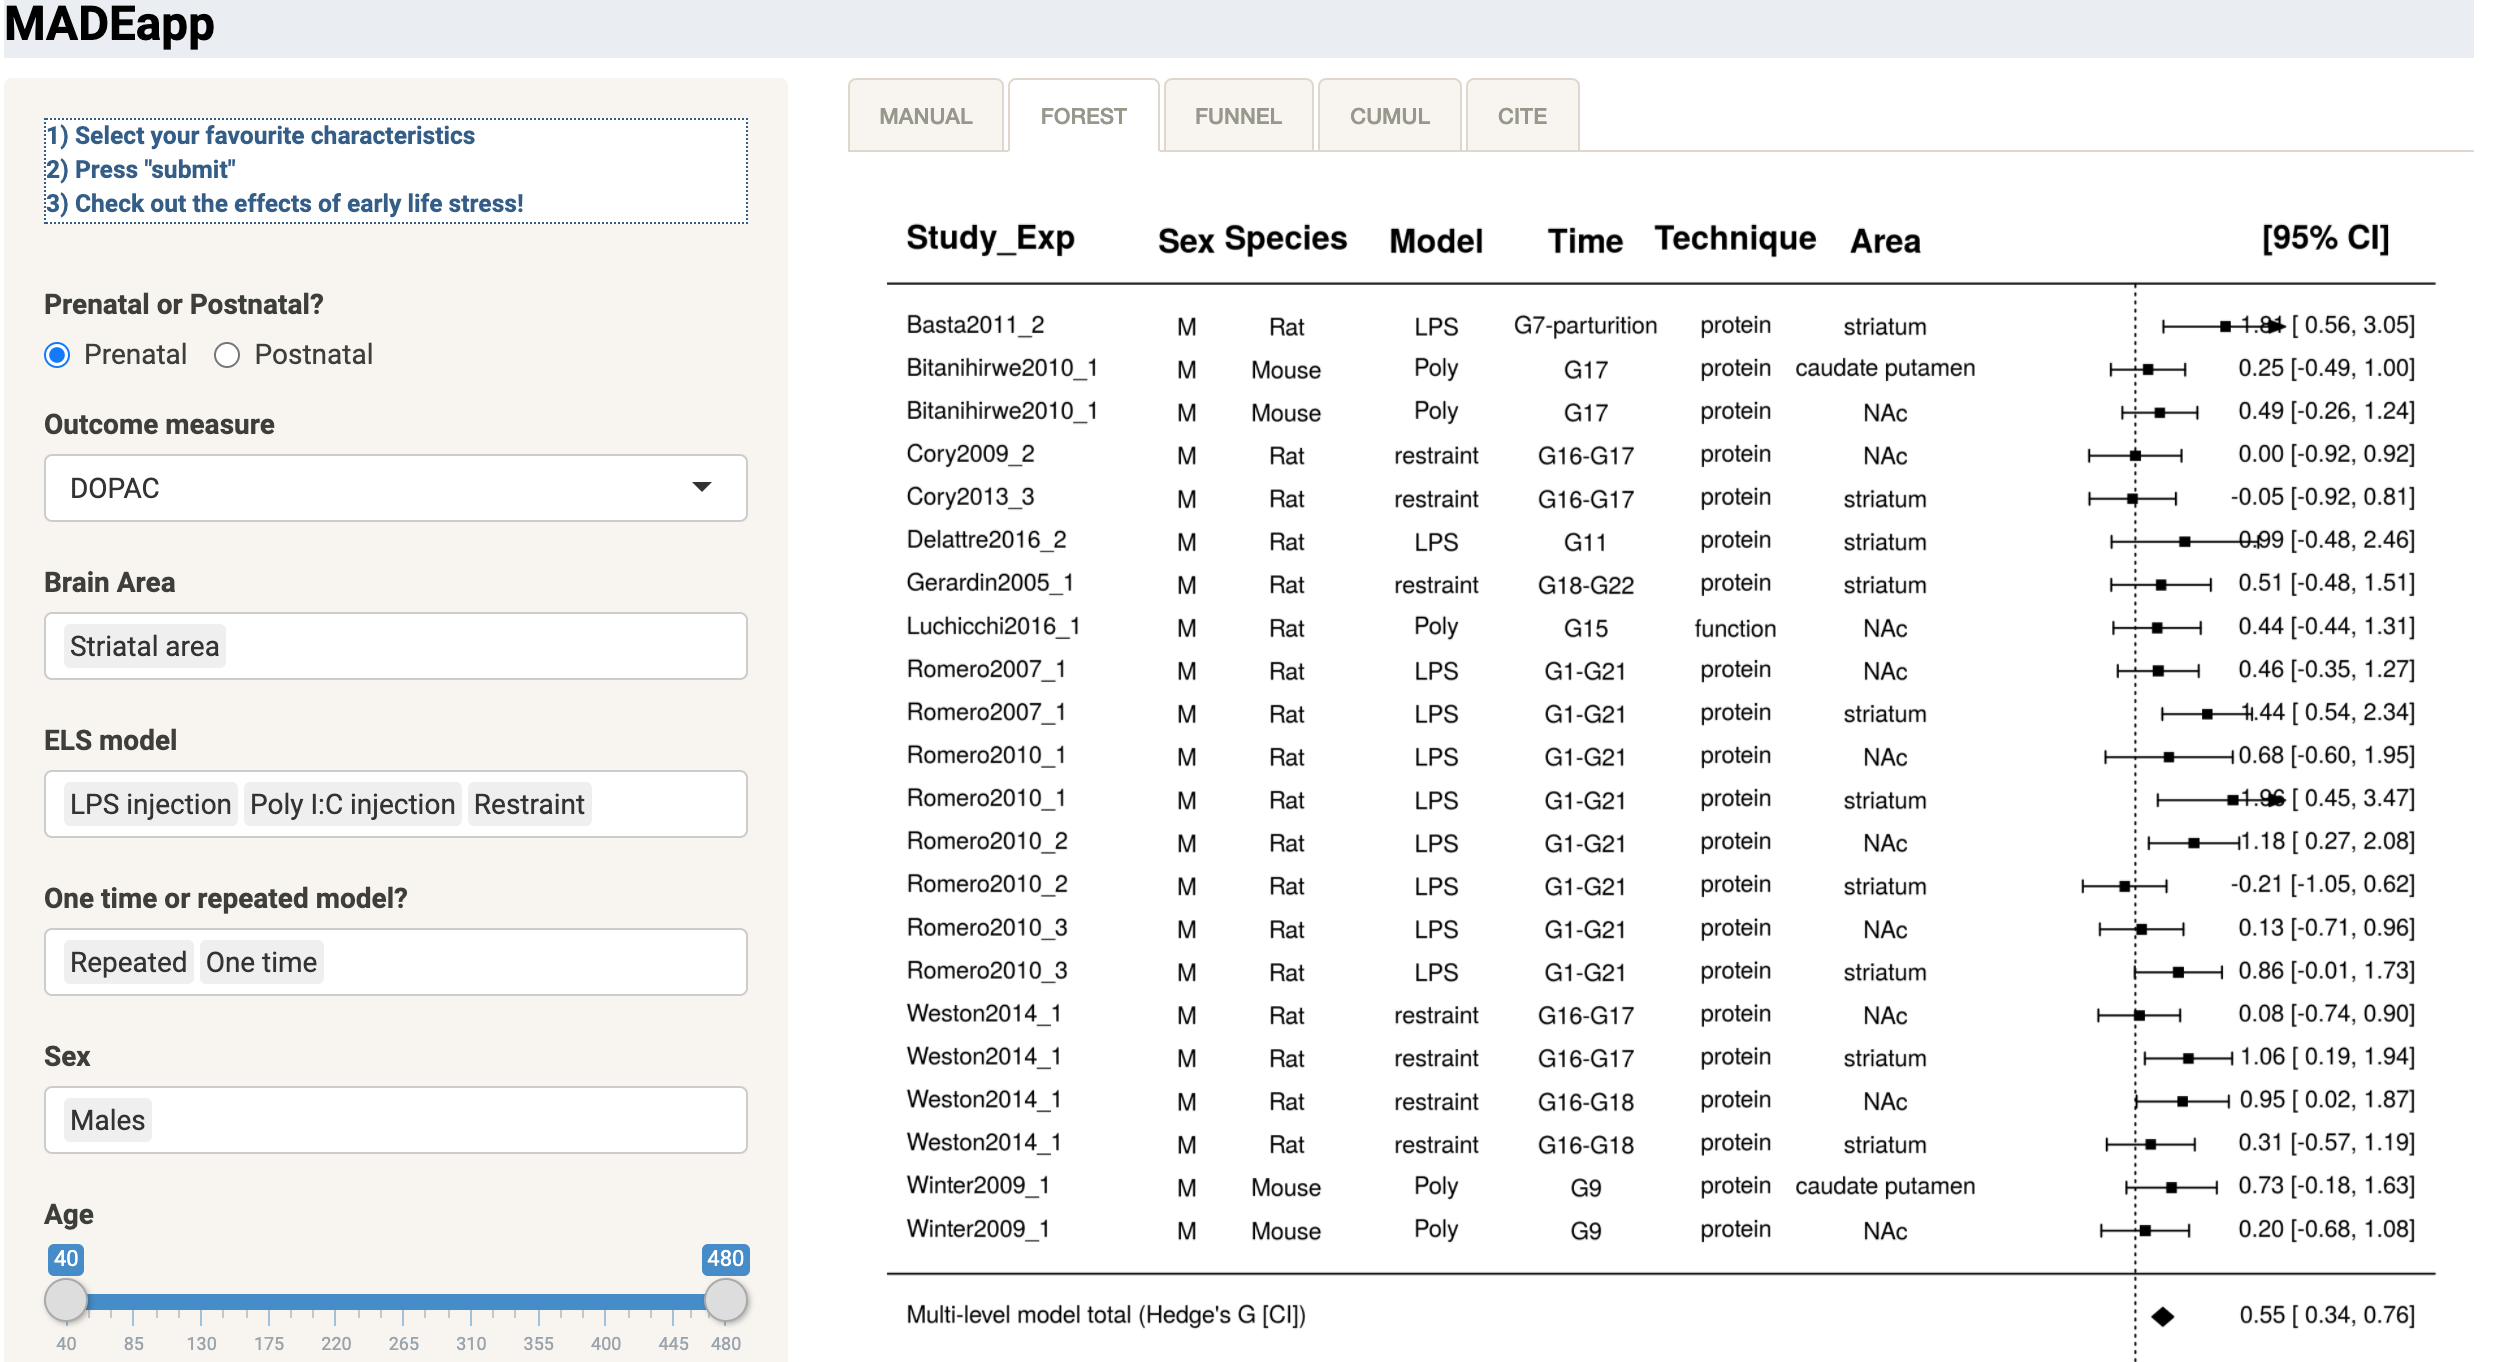 MADEapp
1) Select your favourite characteristics
2) Press "submit"
3) Check out the effects of early life stress!
Prenatal or Postnatal?
Prenatal Postnatal
Outcome measure
DOPAC
Brain Area
Striatal area
ELS model
LPS injection Poly I:C injection Restraint
One time or repeated model?
Repeated One time
Sex
Males
Age
40 480
40 85 130 175 220 265 310 355 400 445 480
MANUAL FOREST FUNNEL CUMUL CITE
Study_Exp Sex Species Model Time Technique Area [95% CI]
Basta2011_2 M Rat LPS G7-parturition protein striatum 1.81 [ 0.56, 3.05]
Bitanihirwe2010_1 M Mouse Poly G17 protein caudate putamen 0.25 [-0.49, 1.00]
Bitanihirwe2010_1 M Mouse Poly G17 protein NAc 0.49 [-0.26, 1.24]
Cory2009_2 M Rat restraint G16-G17 protein NAc 0.00 [-0.92, 0.92]
Cory2013_3 M Rat restraint G16-G17 protein striatum -0.05 [-0.92, 0.81]
Delattre2016_2 M Rat LPS G11 protein striatum 0.99 [-0.48, 2.46]
Gerardin2005_1 M Rat restraint G18-G22 protein striatum 0.51 [-0.48, 1.51]
Luchicchi2016_1 M Rat Poly G15 function NAc 0.44 [-0.44, 1.31]
Romero2007_1 M Rat LPS G1-G21 protein NAc 0.46 [-0.35, 1.27]
Romero2007_1 M Rat LPS G1-G21 protein striatum 1.44 [ 0.54, 2.34]
Romero2010_1 M Rat LPS G1-G21 protein NAc 0.68 [-0.60, 1.95]
Romero2010_1 M Rat LPS G1-G21 protein striatum 1.96 [ 0.45, 3.47]
Romero2010_2 M Rat LPS G1-G21 protein NAc 1.18 [ 0.27, 2.08]
Romero2010_2 M Rat LPS G1-G21 protein striatum -0.21 [-1.05, 0.62]
Romero2010_3 M Rat LPS G1-G21 protein NAc 0.13 [-0.71, 0.96]
Romero2010_3 M Rat LPS G1-G21 protein striatum 0.86 [-0.01, 1.73]
Weston2014_1 M Rat restraint G16-G17 protein NAc 0.08 [-0.74, 0.90]
Weston2014_1 M Rat restraint G16-G17 protein striatum 1.06 [ 0.19, 1.94]
Weston2014_1 M Rat restraint G16-G18 protein NAc 0.95 [ 0.02, 1.87]
Weston2014_1 M Rat restraint G16-G18 protein striatum 0.31 [-0.57, 1.19]
Winter2009_1 M Mouse Poly G9 protein caudate putamen 0.73 [-0.18, 1.63]
Winter2009_1 M Mouse Poly G9 protein NAc 0.20 [-0.68, 1.08]
Multi-level model total (Hedge's G [CI]) 0.55 [ 0.34, 0.76]